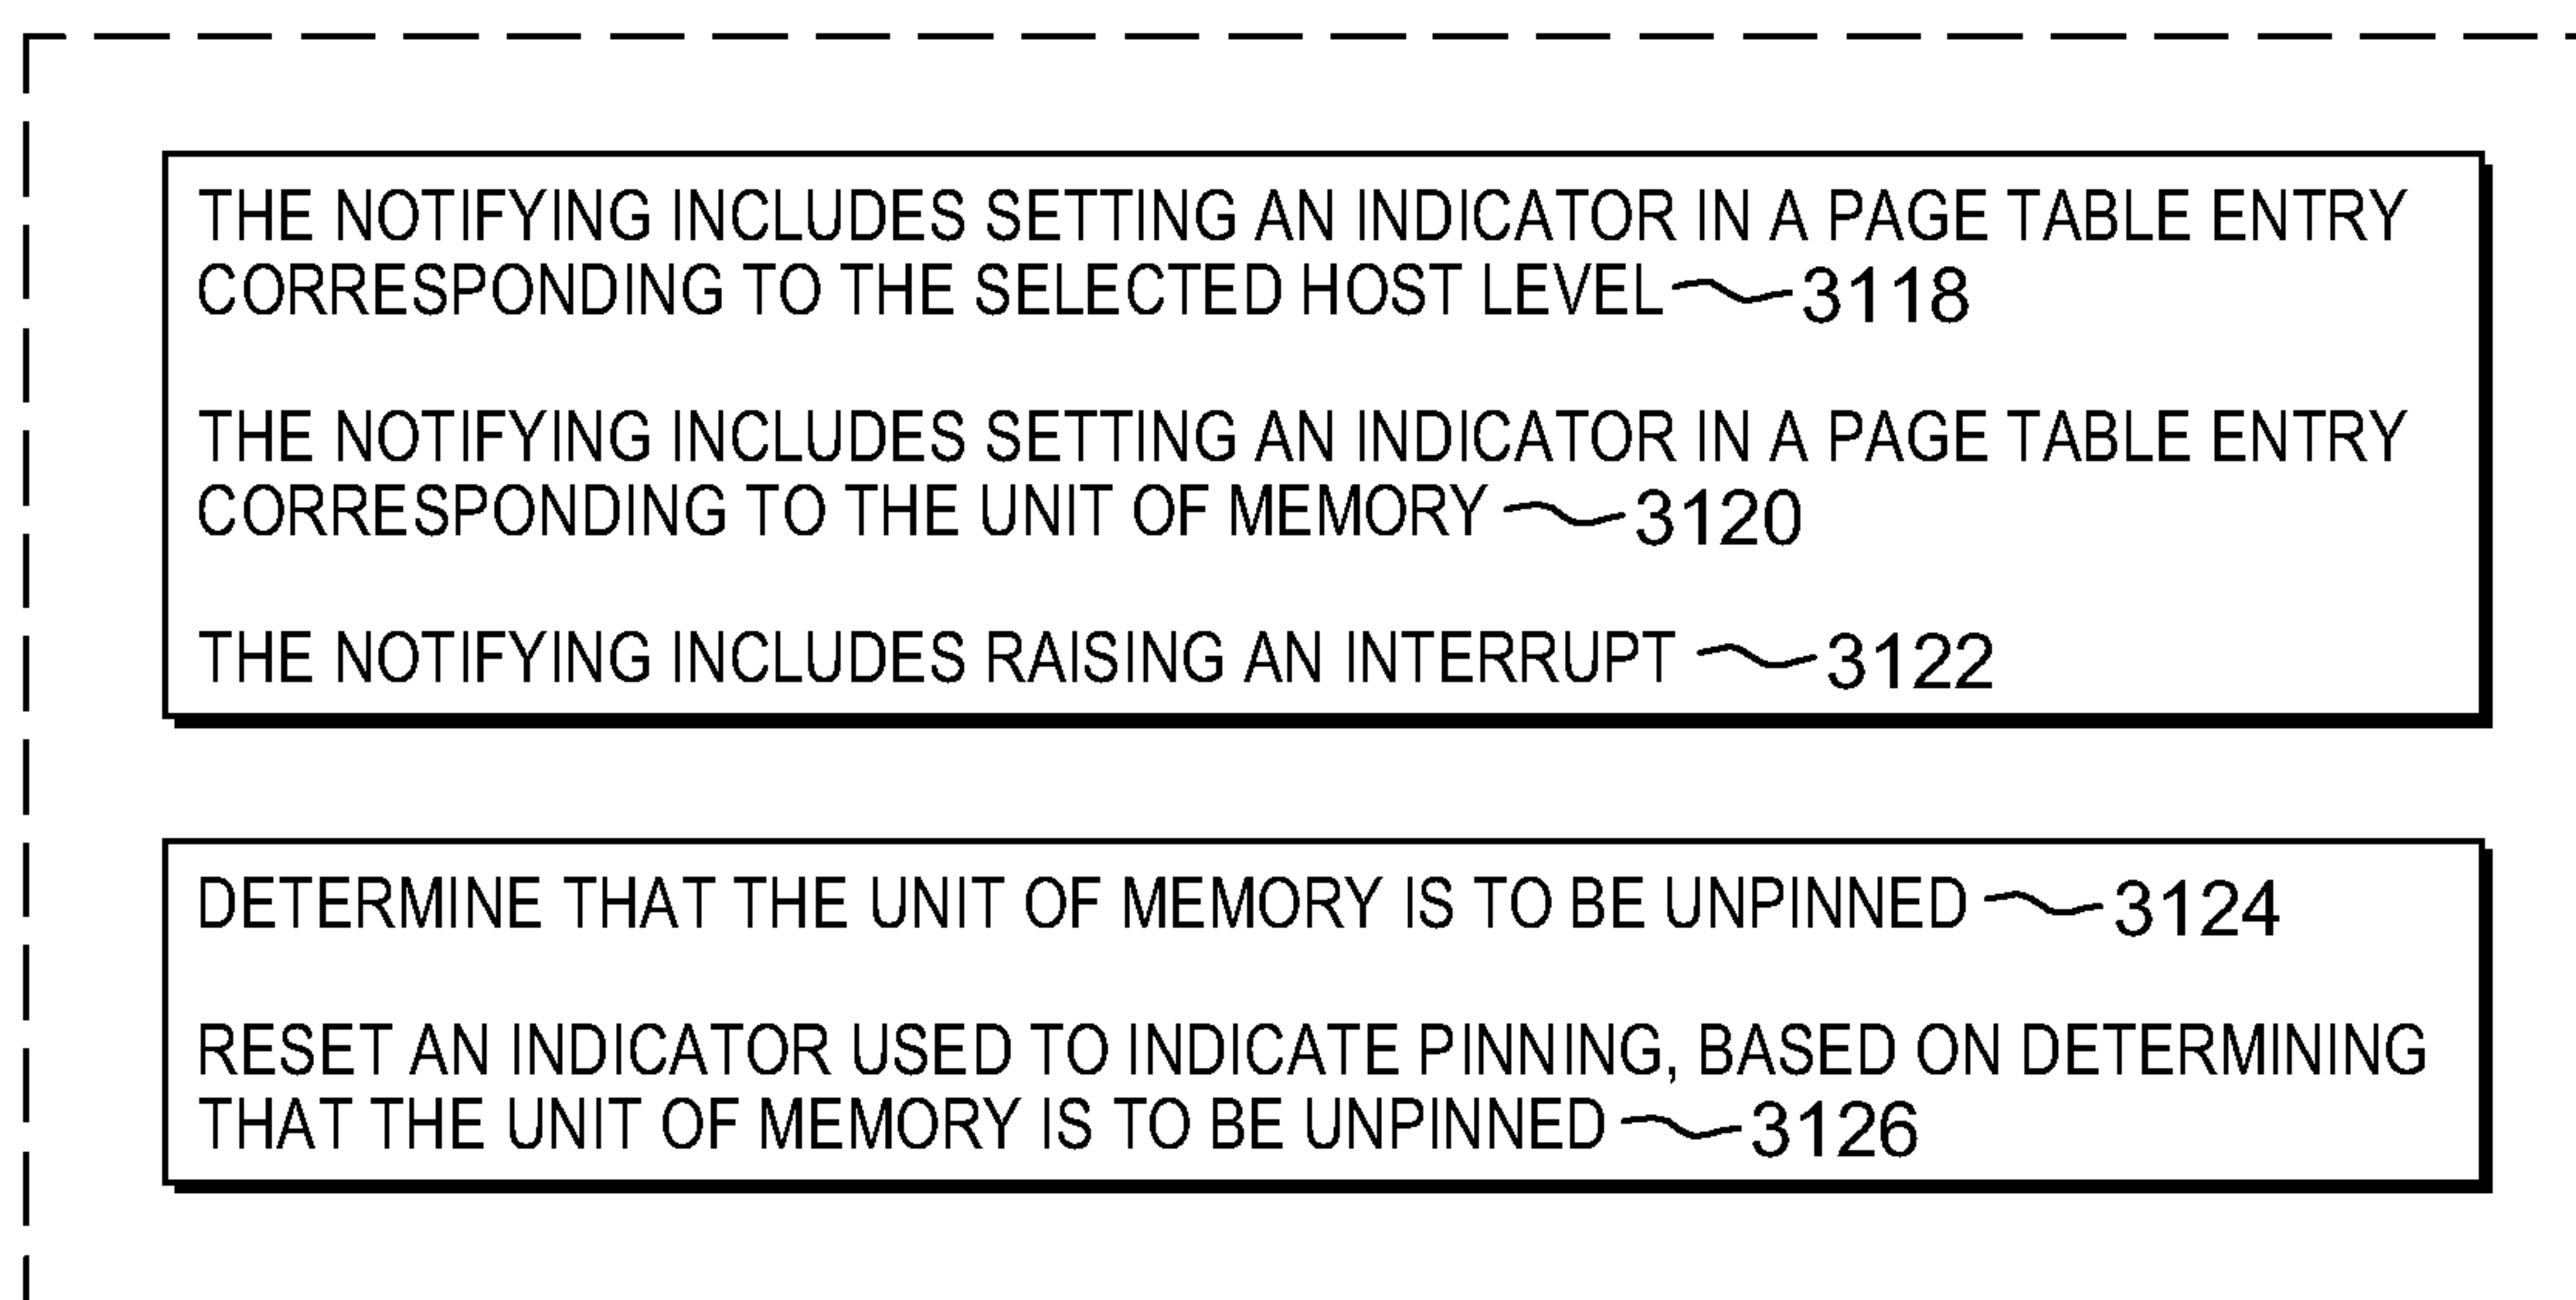 THE NOTIFYING INCLUDES SETTING AN INDICATOR IN A PAGE TABLE ENTRY
CORRESPONDING TO THE SELECTED HOST LEVEL 3118
THE NOTIFYING INCLUDES SETTING AN INDICATOR IN A PAGE TABLE ENTRY
CORRESPONDING TO THE UNIT OF MEMORY 3120
THE NOTIFYING INCLUDES RAISING AN INTERRUPT 3122
DETERMINE THAT THE UNIT OF MEMORY IS TO BE UNPINNED 3124
RESET AN INDICATOR USED TO INDICATE PINNING, BASED ON DETERMINING
THAT THE UNIT OF MEMORY IS TO BE UNPINNED 3126